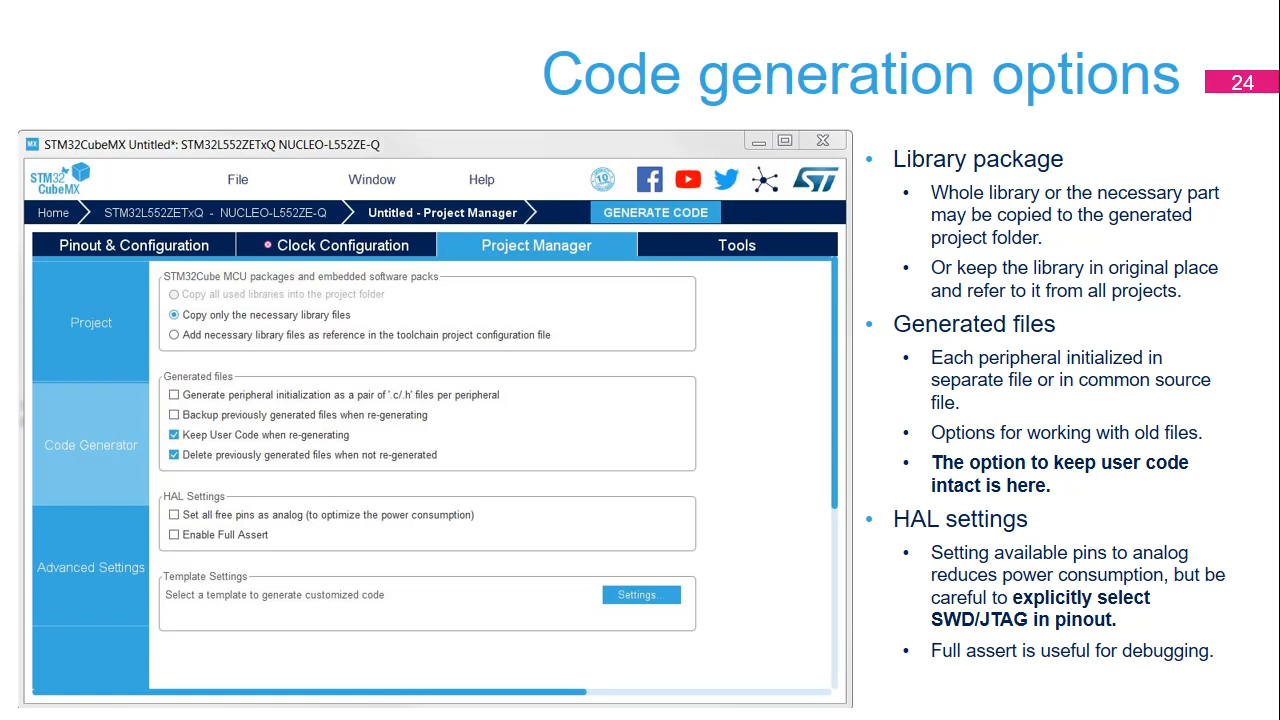 Code generation options
24
MX STM32CubeMX Untitled*: STM32L552ZETxQ NUCLEO-L552ZE-Q
STM32
CubeMX
File
Window
Help
10
ST
Home
STM32L552ZETxQ - NUCLEO-L552ZE-Q
Untitled - Project Manager
GENERATE CODE
Pinout & Configuration
Clock Configuration
Project Manager
Tools
Project
Code Generator
Advanced Settings
STM32Cube MCU packages and embedded software packs
Copy all used libraries into the project folder
Copy only the necessary library files
Add necessary library files as reference in the toolchain project configuration file
Generated files
Generate peripheral initialization as a pair of '.c/.h' files per peripheral
Backup previously generated files when re-generating
Keep User Code when re-generating
Delete previously generated files when not re-generated
HAL Settings
Set all free pins as analog (to optimize the power consumption)
Enable Full Assert
Template Settings
Select a template to generate customized code
Settings...
• Library package
• Whole library or the necessary part
may be copied to the generated
project folder.
• Or keep the library in original place
and refer to it from all projects.
• Generated files
• Each peripheral initialized in
separate file or in common source
file.
• Options for working with old files.
• The option to keep user code
intact is here.
• HAL settings
• Setting available pins to analog
reduces power consumption, but be
careful to explicitly select
SWD/JTAG in pinout.
• Full assert is useful for debugging.